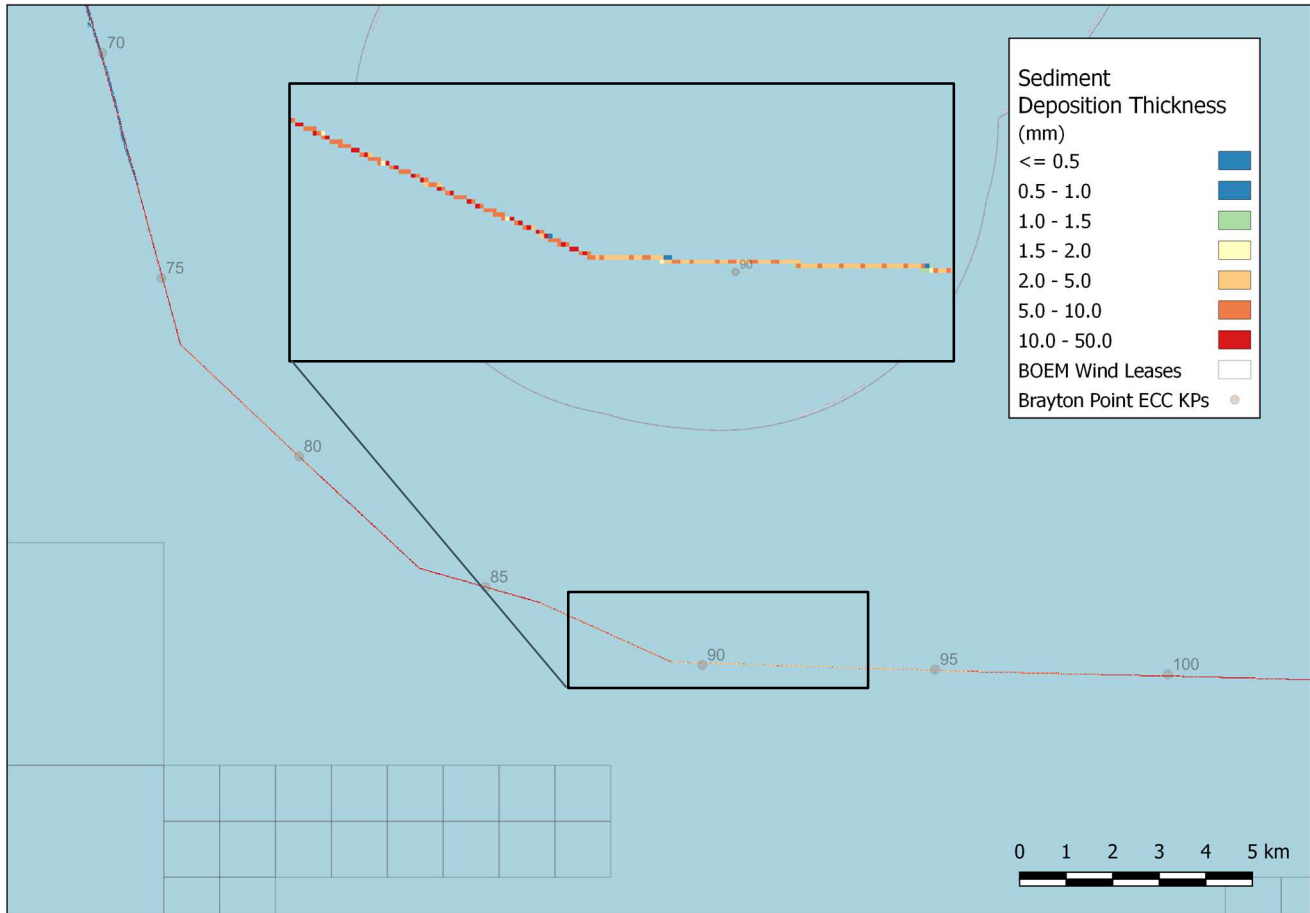 70
75
80
85
90
95
100
90
Sediment
Deposition Thickness
(mm)
<= 0.5
0.5 - 1.0
1.0 - 1.5
1.5 - 2.0
2.0 - 5.0
5.0 - 10.0
10.0 - 50.0
BOEM Wind Leases
Brayton Point ECC KPs
0 1 2 3 4 5 km